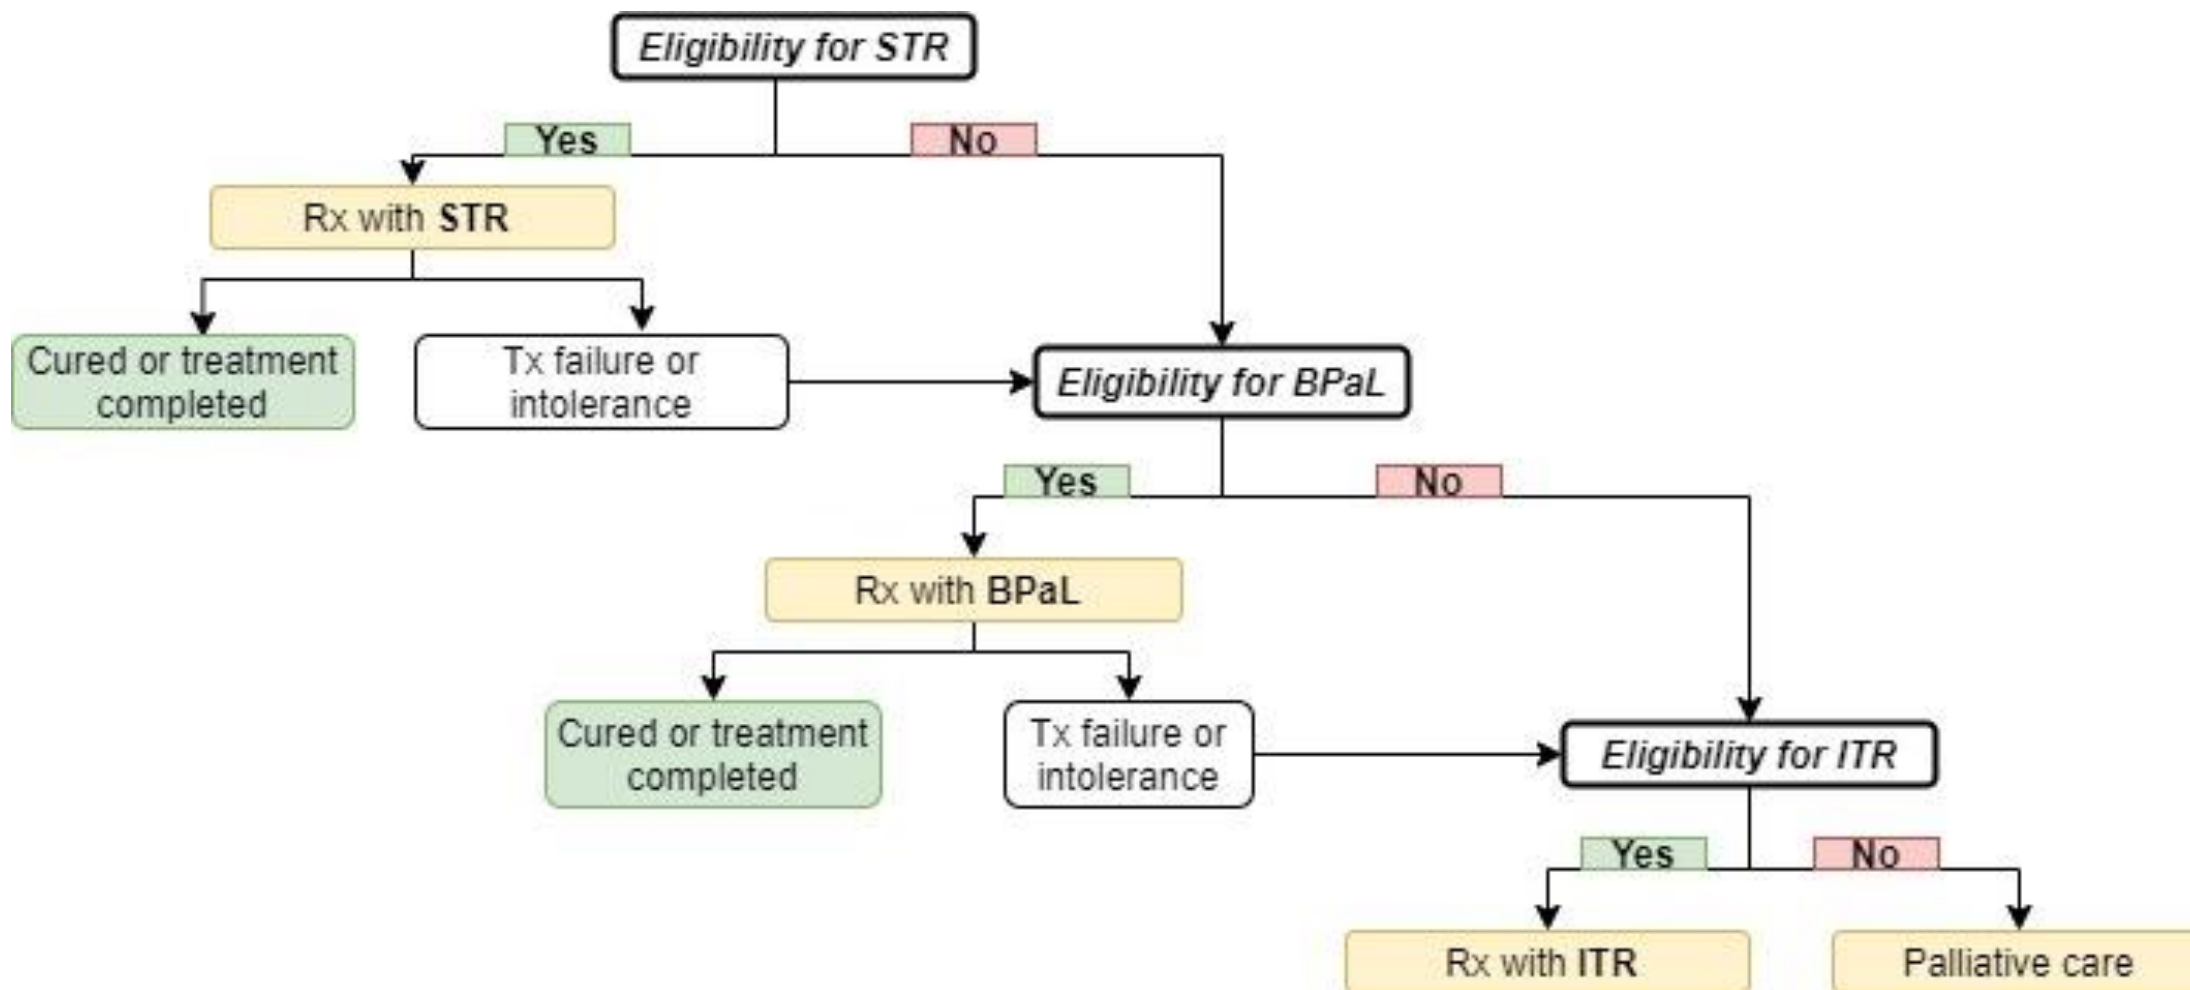 Eligibility for STR
Yes
No
Rx with STR
Cured or treatment
completed
Tx failure or
intolerance
Eligibility for BPaL
Yes
No
Rx with BPaL
Cured or treatment
completed
Tx failure or
intolerance
Eligibility for ITR
Yes
No
Rx with ITR
Palliative care